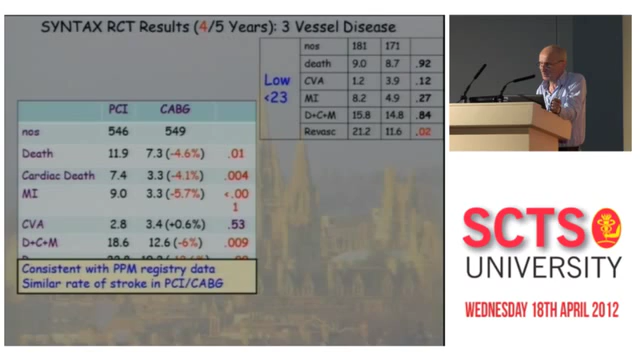 SYNTAX RCT Results (4/5 Years): 3 Vessel Disease
Low
<23
nos 181 171
death 9.0 8.7 .92
CVA 1.2 3.9 .12
MI 8.2 4.9 .27
D+C+M 15.8 14.8 .84
Revasc 21.2 11.6 .02
PCI CABG
nos 546 549
Death 11.9 7.3 (-4.6%) .01
Cardiac Death 7.4 3.3 (-4.1%) .004
MI 9.0 3.3 (-5.7%) <.00
1
CVA 2.8 3.4 (+0.6%) .53
D+C+M 18.6 12.6 (-6%) .009
Consistent with PPM registry data
Similar rate of stroke in PCI/CABG
SCTS
UNIVERSITY
WEDNESDAY 18TH APRIL 2012